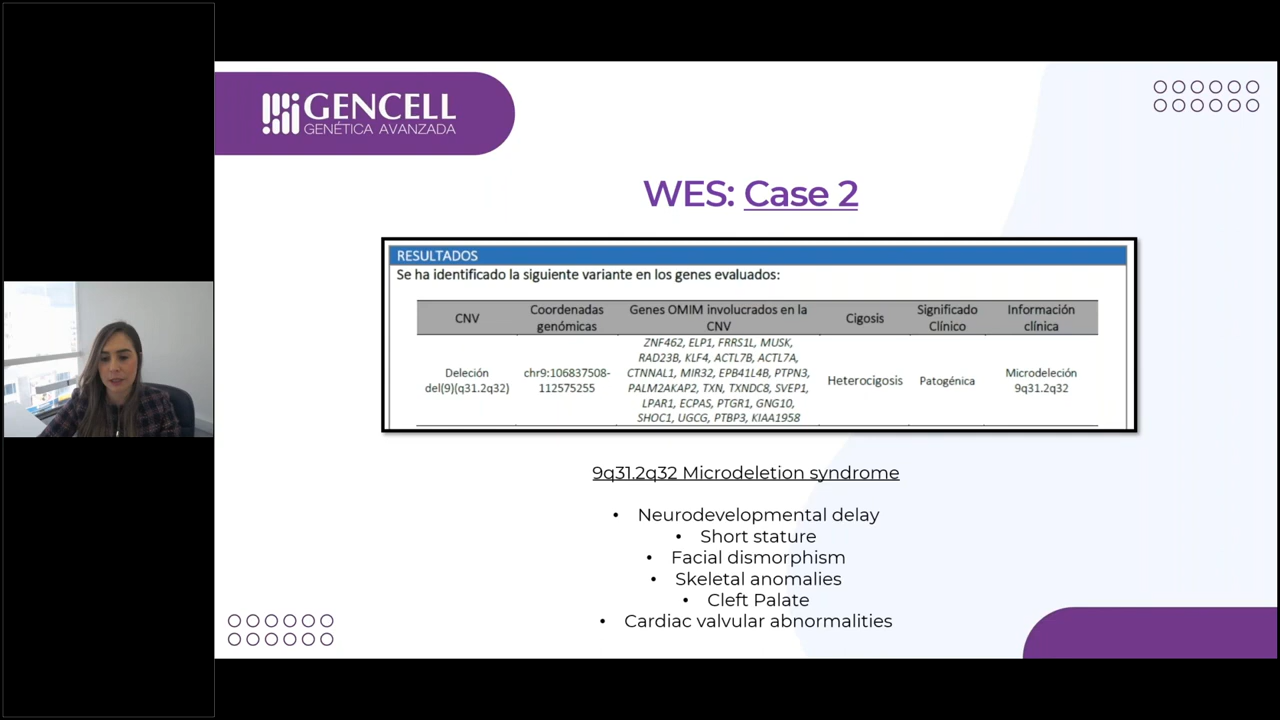 GENCELL
GENÉTICA AVANZADA
WES: Case 2
RESULTADOS
Se ha identificado la siguiente variante en los genes evaluados:
CNV
Coordenadas
genómicas
Genes OMIM involucrados en la
CNV
Cigosis
Significado
Clínico
Información
clínica
Deleción
del(9)(q31.2q32)
chr9:106837508-
112575255
ZNF462, ELP1, FRRS1L, MUSK,
RAD23B, KLF4, ACTL7B, ACTL7A,
CTNNAL1, MIR32, EPB41L4B, PTPN3,
PALM2AKAP2, TXN, TXNDC8, SVEP1,
LPAR1, ECPAS, PTGR1, GNG10,
SHOC1, UGCG, PTBP3, KIAA1958
Heterocigosis
Patogénica
Microdeleción
9q31.2q32
9q31.2q32 Microdeletion syndrome
• Neurodevelopmental delay
• Short stature
• Facial dismorphism
• Skeletal anomalies
• Cleft Palate
• Cardiac valvular abnormalities